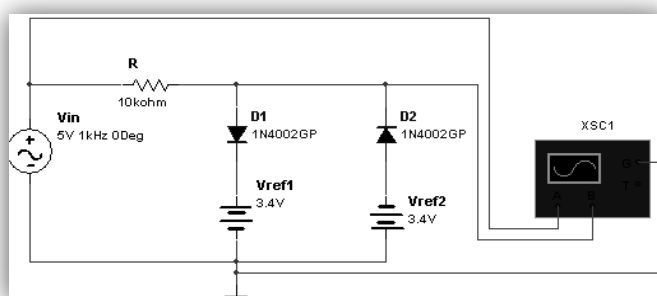 R
10kohm
Vin
5V 1kHz 0Deg
D1
1N4002GP
D2
1N4002GP
Vref1
3.4V
Vref2
3.4V
XSC1
G
T
A B